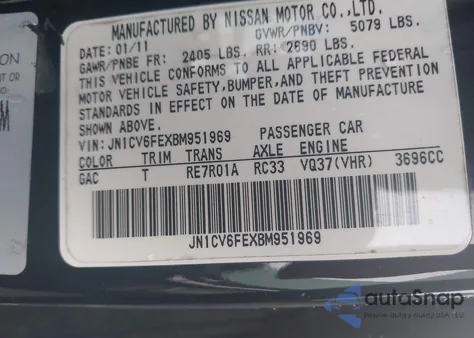 MANUFACTURED BY NISSAN MOTOR CO.,LTD.
DATE: 01/11 GVWR/PNBV: 5079 LBS.
GAWR/PNBE FR: 2405 LBS. RR: 2690 LBS.
THIS VEHICLE CONFORMS TO ALL APPLICABLE FEDERAL
MOTOR VEHICLE SAFETY,BUMPER,AND THEFT PREVENTION
STANDARDS IN EFFECT ON THE DATE OF MANUFACTURE
SHOWN ABOVE.
VIN: JN1CV6FEXBM951969 PASSENGER CAR
COLOR TRIM TRANS AXLE ENGINE
GAC T RE7R01A RC33 VQ37(VHR) 3696CC
JN1CV6FEXBM951969
ION
OR
autoSnap